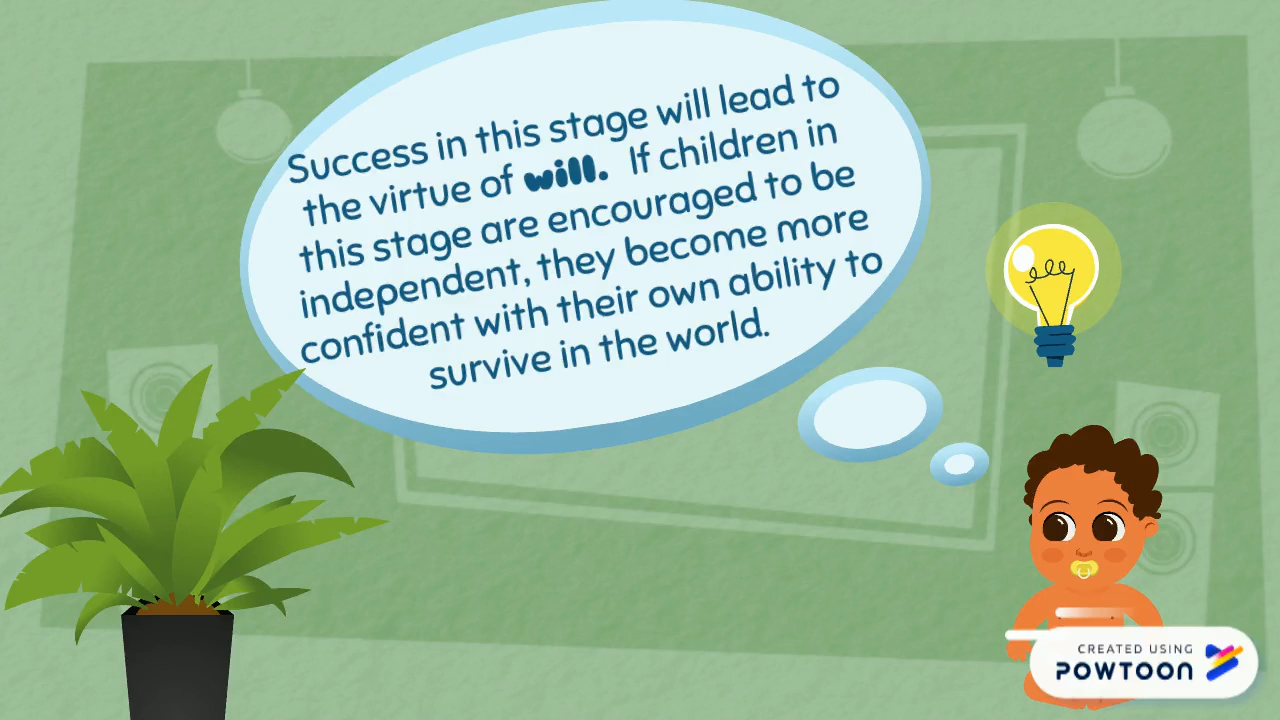 Success in this stage will lead to
the virtue of will. If children in
this stage are encouraged to be
independent, they become more
confident with their own ability to
survive in the world.
CREATED USING
POWTOON